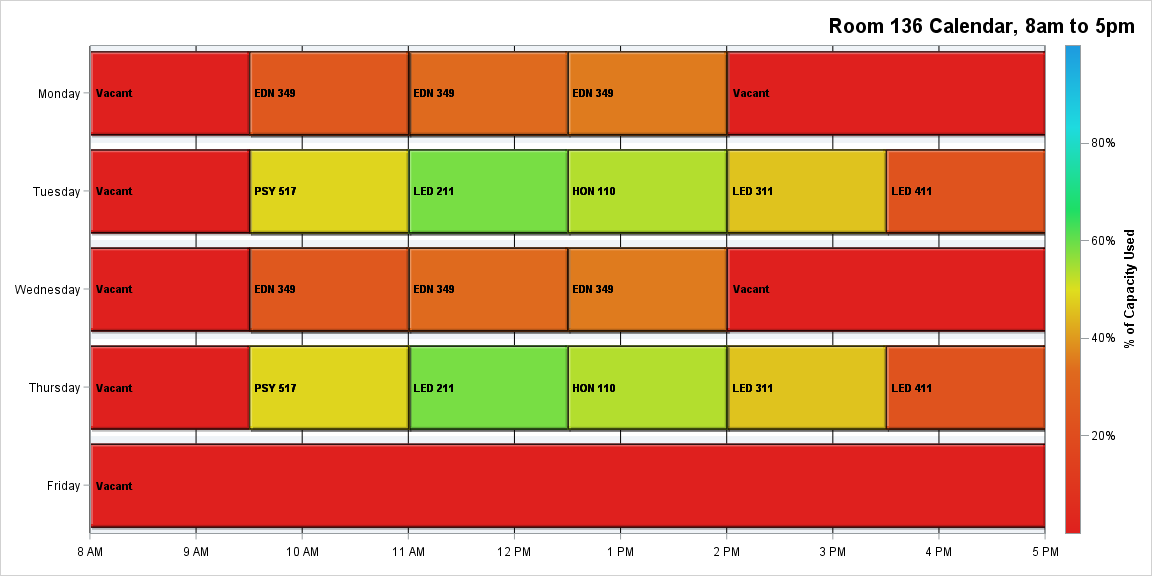 Room 136 Calendar, 8am to 5pm
Monday Vacant EDN 349 EDN 349 EDN 349 Vacant
Tuesday Vacant PSY 517 LED 211 HON 110 LED 311 LED 411
Wednesday Vacant EDN 349 EDN 349 EDN 349 Vacant
Thursday Vacant PSY 517 LED 211 HON 110 LED 311 LED 411
Friday Vacant
8 AM 9 AM 10 AM 11 AM 12 PM 1 PM 2 PM 3 PM 4 PM 5 PM
80%
60%
40%
20%
% of Capacity Used